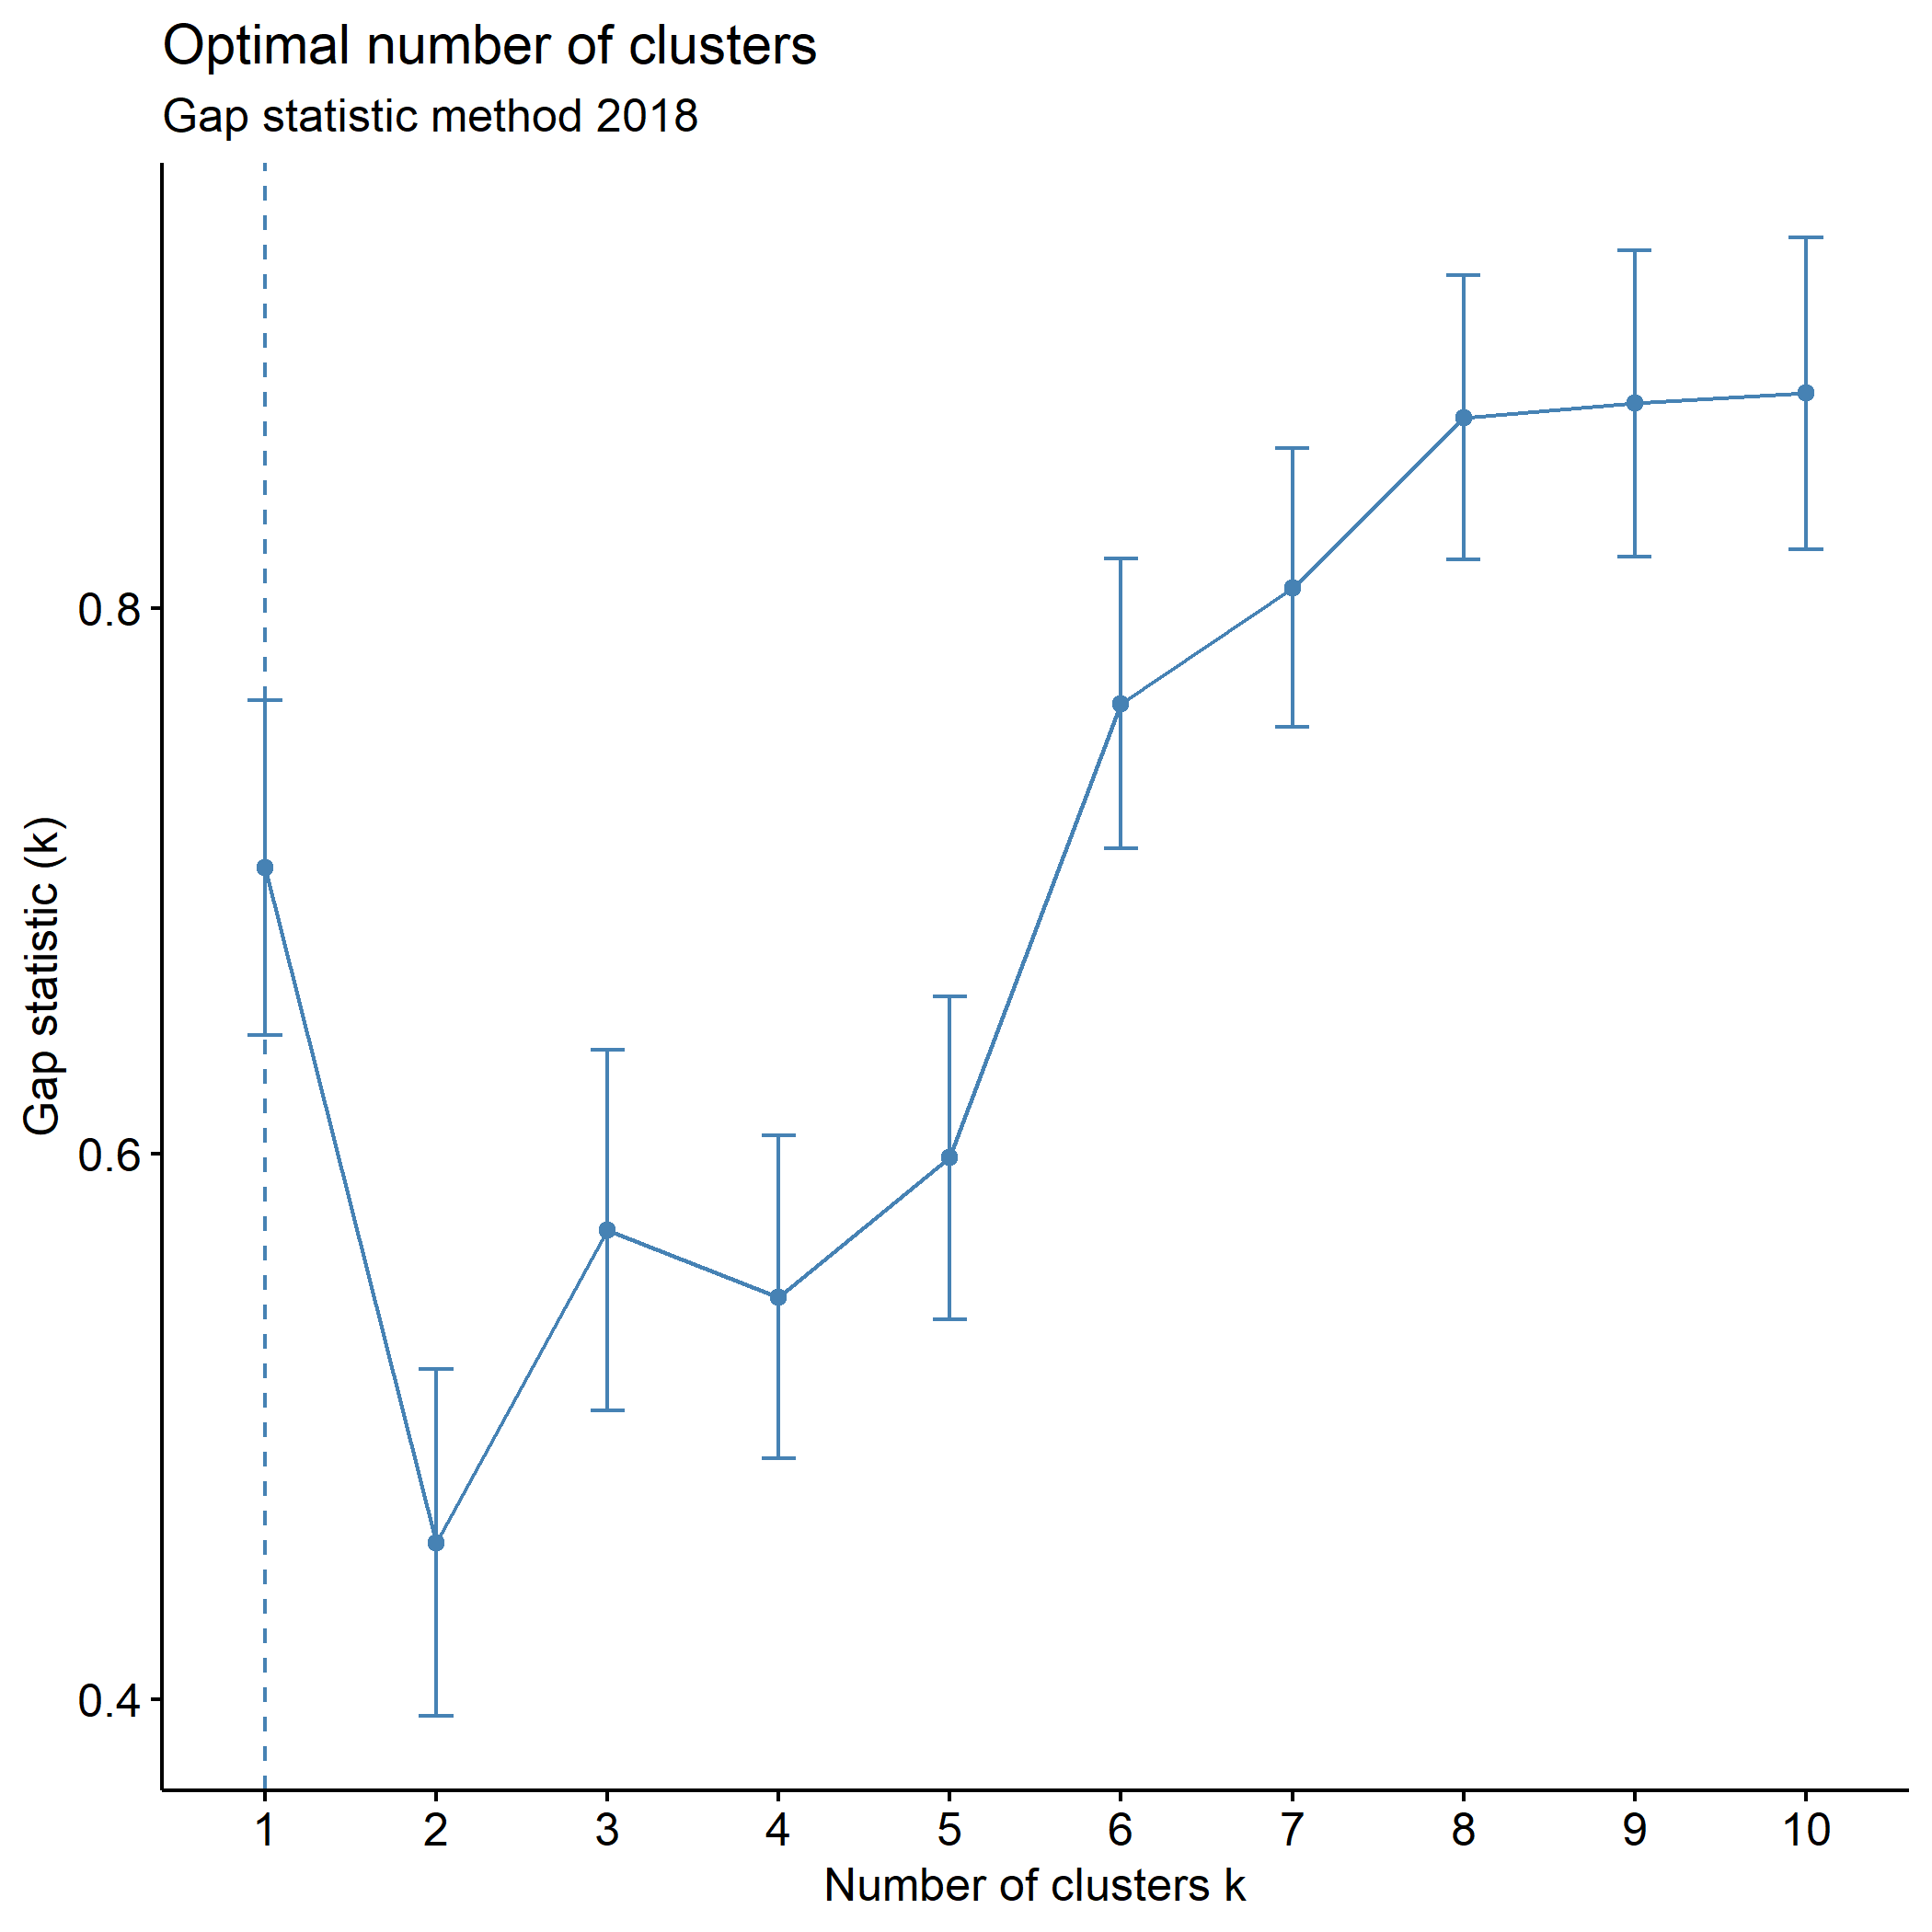 Optimal number of clusters
Gap statistic method 2018
Gap statistic (k)
0.8
0.6
0.4
1 2 3 4 5 6 7 8 9 10
Number of clusters k